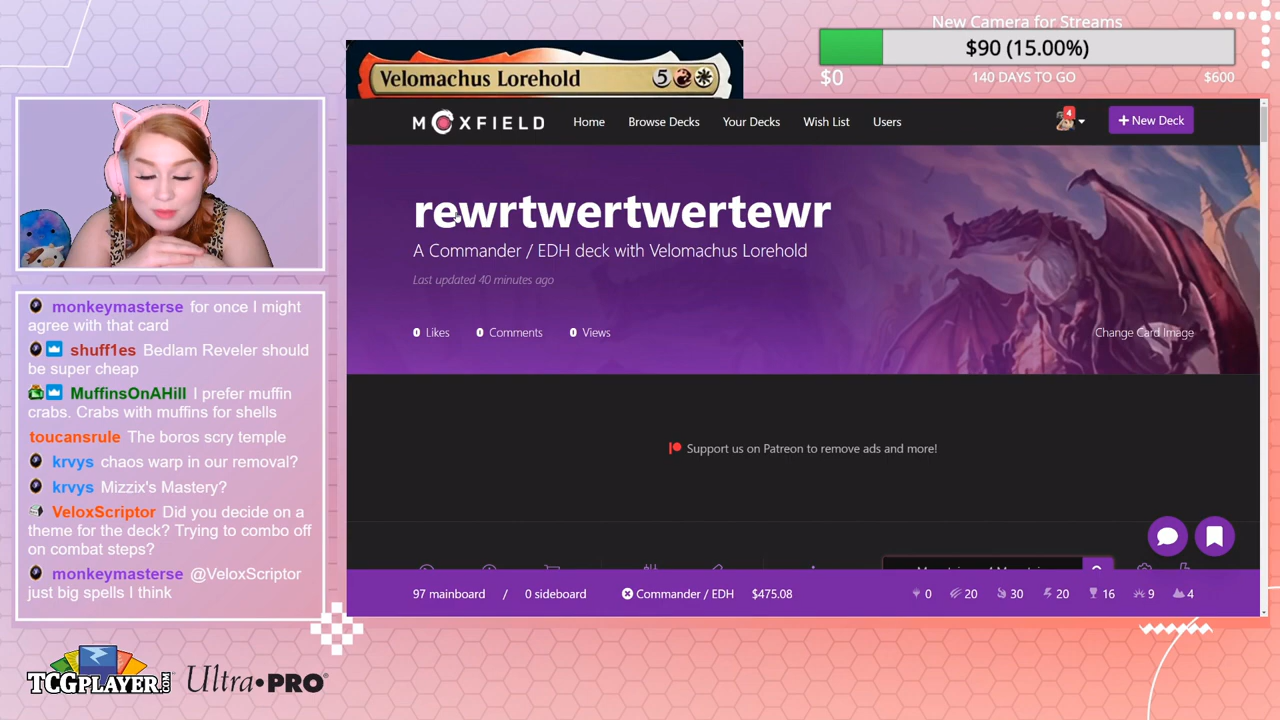 New Camera for Streams
$90 (15.00%)
$0
140 DAYS TO GO
$600
Velomachus Lorehold
5
MOXFIELD
Home
Browse Decks
Your Decks
Wish List
Users
4
+ New Deck
rewrtwertwertewr
A Commander / EDH deck with Velomachus Lorehold
Last updated 40 minutes ago
0 Likes
0 Comments
0 Views
Change Card Image
Support us on Patreon to remove ads and more!
97 mainboard / 0 sideboard
Commander / EDH
$475.08
0
20
30
20
16
9
4
monkeymasterse for once I might
agree with that card
shuff1es Bedlam Reveler should
be super cheap
MuffinsOnAHill I prefer muffin
crabs. Crabs with muffins for shells
toucansrule The boros scry temple
krvys chaos warp in our removal?
krvys Mizzix's Mastery?
VeloxScriptor Did you decide on a
theme for the deck? Trying to combo off
on combat steps?
monkeymasterse @VeloxScriptor
just big spells I think
TCGPLAYER.COM
Ultra•PRO